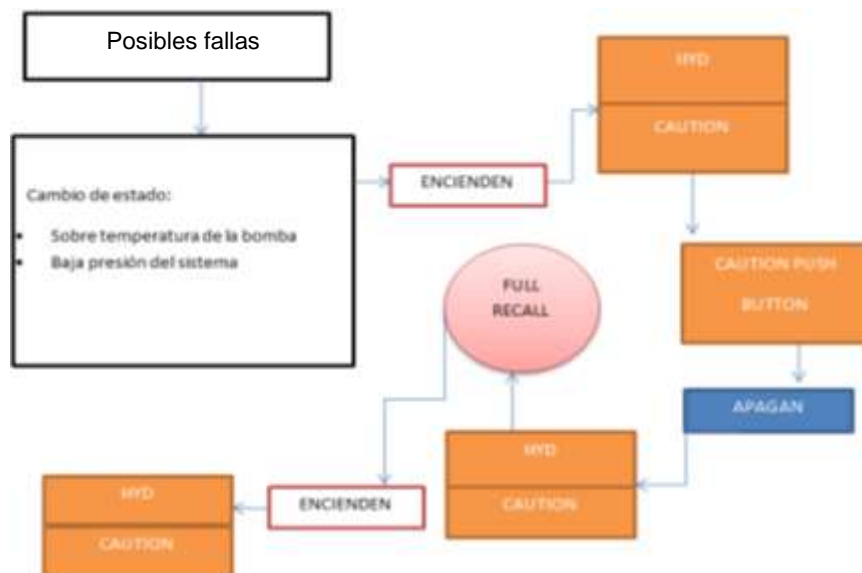 Posibles fallas
Cambio de estado:
• Sobre temperatura de la bomba
• Baja presión del sistema
ENCIENDEN
HYD
CAUTION
CAUTION PUSH
BUTTON
APAGAN
HYD
CAUTION
FULL
RECALL
ENCIENDEN
HYD
CAUTION